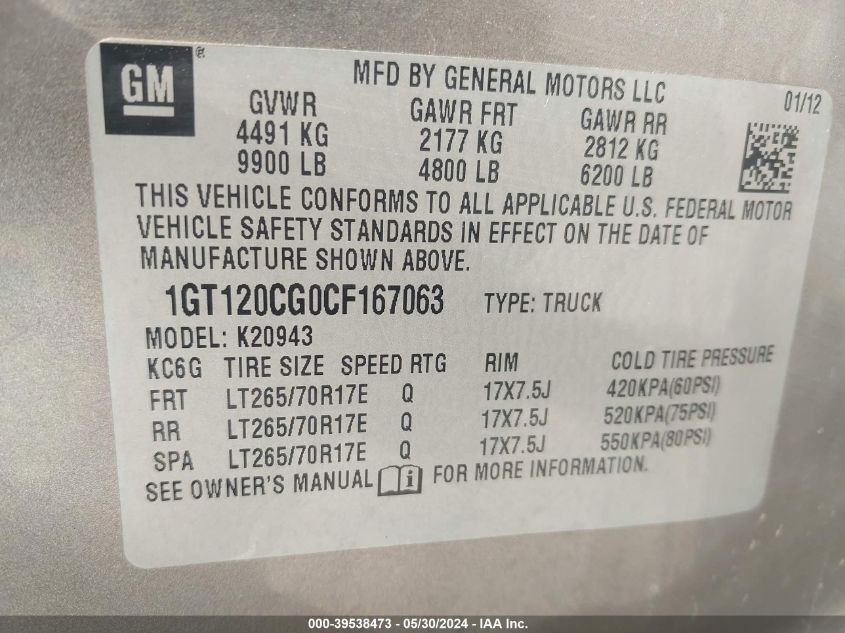 GM ®
MFD BY GENERAL MOTORS LLC
01/12
GVWR GAWR FRT GAWR RR
4491 KG 2177 KG 2812 KG
9900 LB 4800 LB 6200 LB
THIS VEHICLE CONFORMS TO ALL APPLICABLE U.S. FEDERAL MOTOR
VEHICLE SAFETY STANDARDS IN EFFECT ON THE DATE OF
MANUFACTURE SHOWN ABOVE.
1GT120CG0CF167063 TYPE: TRUCK
MODEL: K20943
KC6G TIRE SIZE SPEED RTG RIM COLD TIRE PRESSURE
FRT LT265/70R17E Q 17X7.5J 420KPA(60PSI)
RR LT265/70R17E Q 17X7.5J 520KPA(75PSI)
SPA LT265/70R17E Q 17X7.5J 550KPA(80PSI)
SEE OWNER'S MANUAL i FOR MORE INFORMATION.
000-39538473 - 05/30/2024 - IAA Inc.